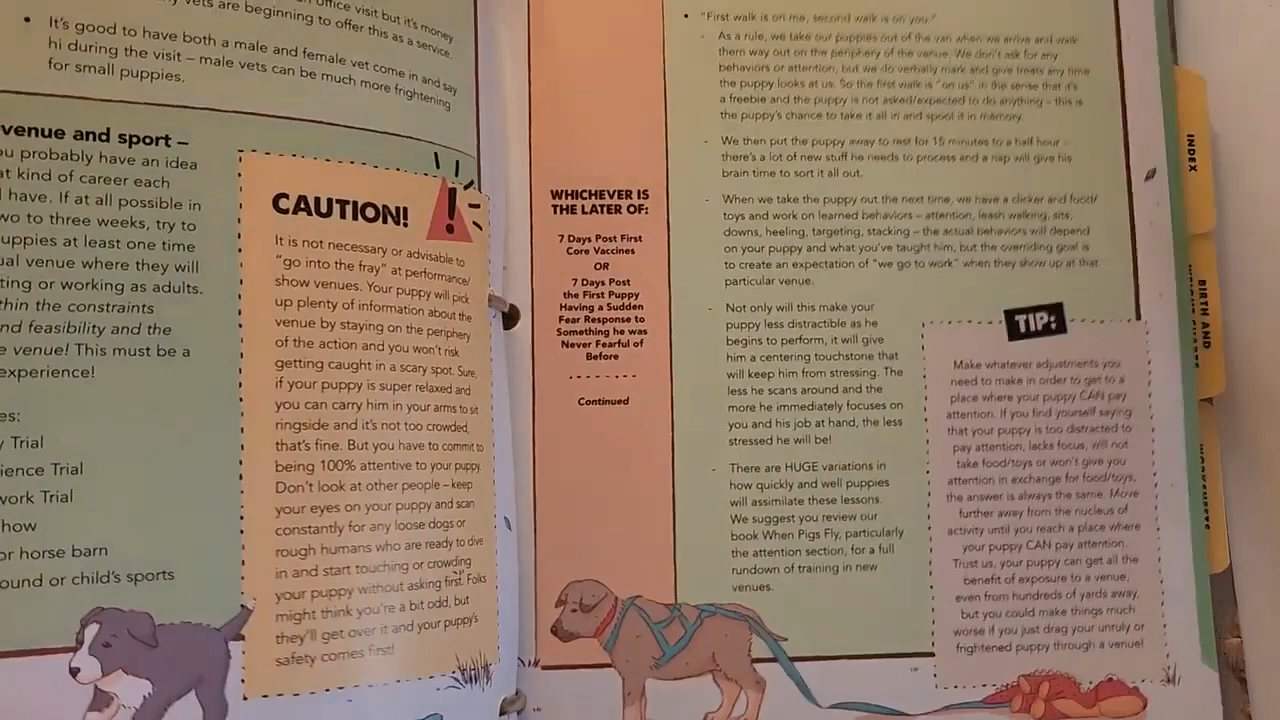 office visit but it's money
vets are beginning to offer this as a service.
• It's good to have both a male and female vet come in and say
hi during the visit – male vets can be much more frightening
for small puppies.
venue and sport –
ou probably have an idea
at kind of career each
have. If at all possible in
wo to three weeks, try to
uppies at least one time
ual venue where they will
ting or working as adults.
thin the constraints
nd feasibility and the
e venue! This must be a
experience!
es:
y Trial
ience Trial
work Trial
how
or horse barn
ound or child's sports
CAUTION!
It is not necessary or advisable to
"go into the fray" at performance/
show venues. Your puppy will pick
up plenty of information about the
venue by staying on the periphery
of the action and you won't risk
getting caught in a scary spot. Sure,
if your puppy is super relaxed and
you can carry him in your arms to sit
ringside and it's not too crowded,
that's fine. But you have to commit to
being 100% attentive to your puppy.
Don't look at other people – keep
your eyes on your puppy and scan
constantly for any loose dogs or
rough humans who are ready to dive
in and start touching or crowding
your puppy without asking first. Folks
might think you're a bit odd, but
they'll get over it and your puppy's
safety comes first!
WHICHEVER IS
THE LATER OF:
7 Days Post First
Core Vaccines
OR
7 Days Post
the First Puppy
Having a Sudden
Fear Response to
Something he was
Never Fearful of
Before
Continued
• "First walk is on me, second walk is on you."
- As a rule, we take our puppies out of the van when we arrive and walk
them way out on the periphery of the venue. We don't ask for any
behaviors or attention, but we do verbally mark and give treats any time
the puppy looks at us. So the first walk is "on us" in the sense that it's
a freebie and the puppy is not asked/expected to do anything – this is
the puppy's chance to take it all in and spool it in memory.
- We then put the puppy away to rest for 15 minutes to a half hour –
there's a lot of new stuff he needs to process and a nap will give his
brain time to sort it all out.
- When we take the puppy out the next time, we have a clicker and food/
toys and work on learned behaviors – attention, leash walking, sits,
downs, heeling, targeting, stacking – the actual behaviors will depend
on your puppy and what you've taught him, but the overriding goal is
to create an expectation of "we go to work" when they show up at that
particular venue.
- Not only will this make your
puppy less distractible as he
begins to perform, it will give
him a centering touchstone that
will keep him from stressing. The
less he scans around and the
more he immediately focuses on
you and his job at hand, the less
stressed he will be!
- There are HUGE variations in
how quickly and well puppies
will assimilate these lessons.
We suggest you review our
book When Pigs Fly, particularly
the attention section, for a full
rundown of training in new
venues.
TIP:
Make whatever adjustments you
need to make in order to get to a
place where your puppy CAN pay
attention. If you find yourself saying
that your puppy is too distracted to
pay attention, lacks focus, will not
take food/toys or won't give you
attention in exchange for food/toys,
the answer is always the same. Move
further away from the nucleus of
activity until you reach a place where
your puppy CAN pay attention.
Trust us, your puppy can get all the
benefit of exposure to a venue,
even from hundreds of yards away,
but you could make things much
worse if you just drag your unruly or
frightened puppy through a venue!
INDEX
BIRTH AND